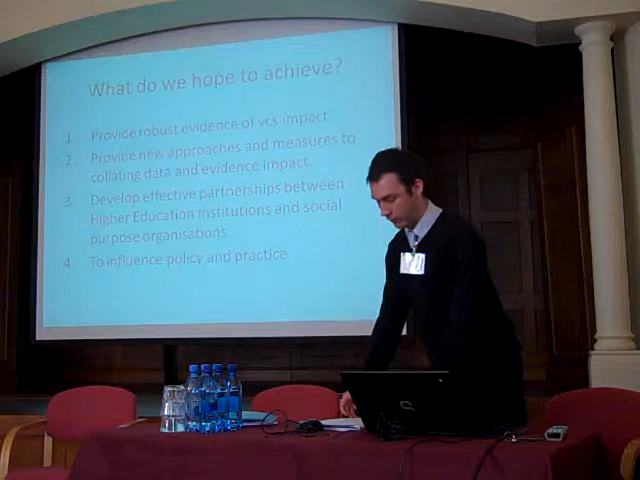 What do we hope to achieve?
1. Provide robust evidence of vcs impact
2. Provide new approaches and measures to
collating data and evidence impact.
3. Develop effective partnerships between
Higher Education Institutions and social
purpose organisations
4. To influence policy and practice